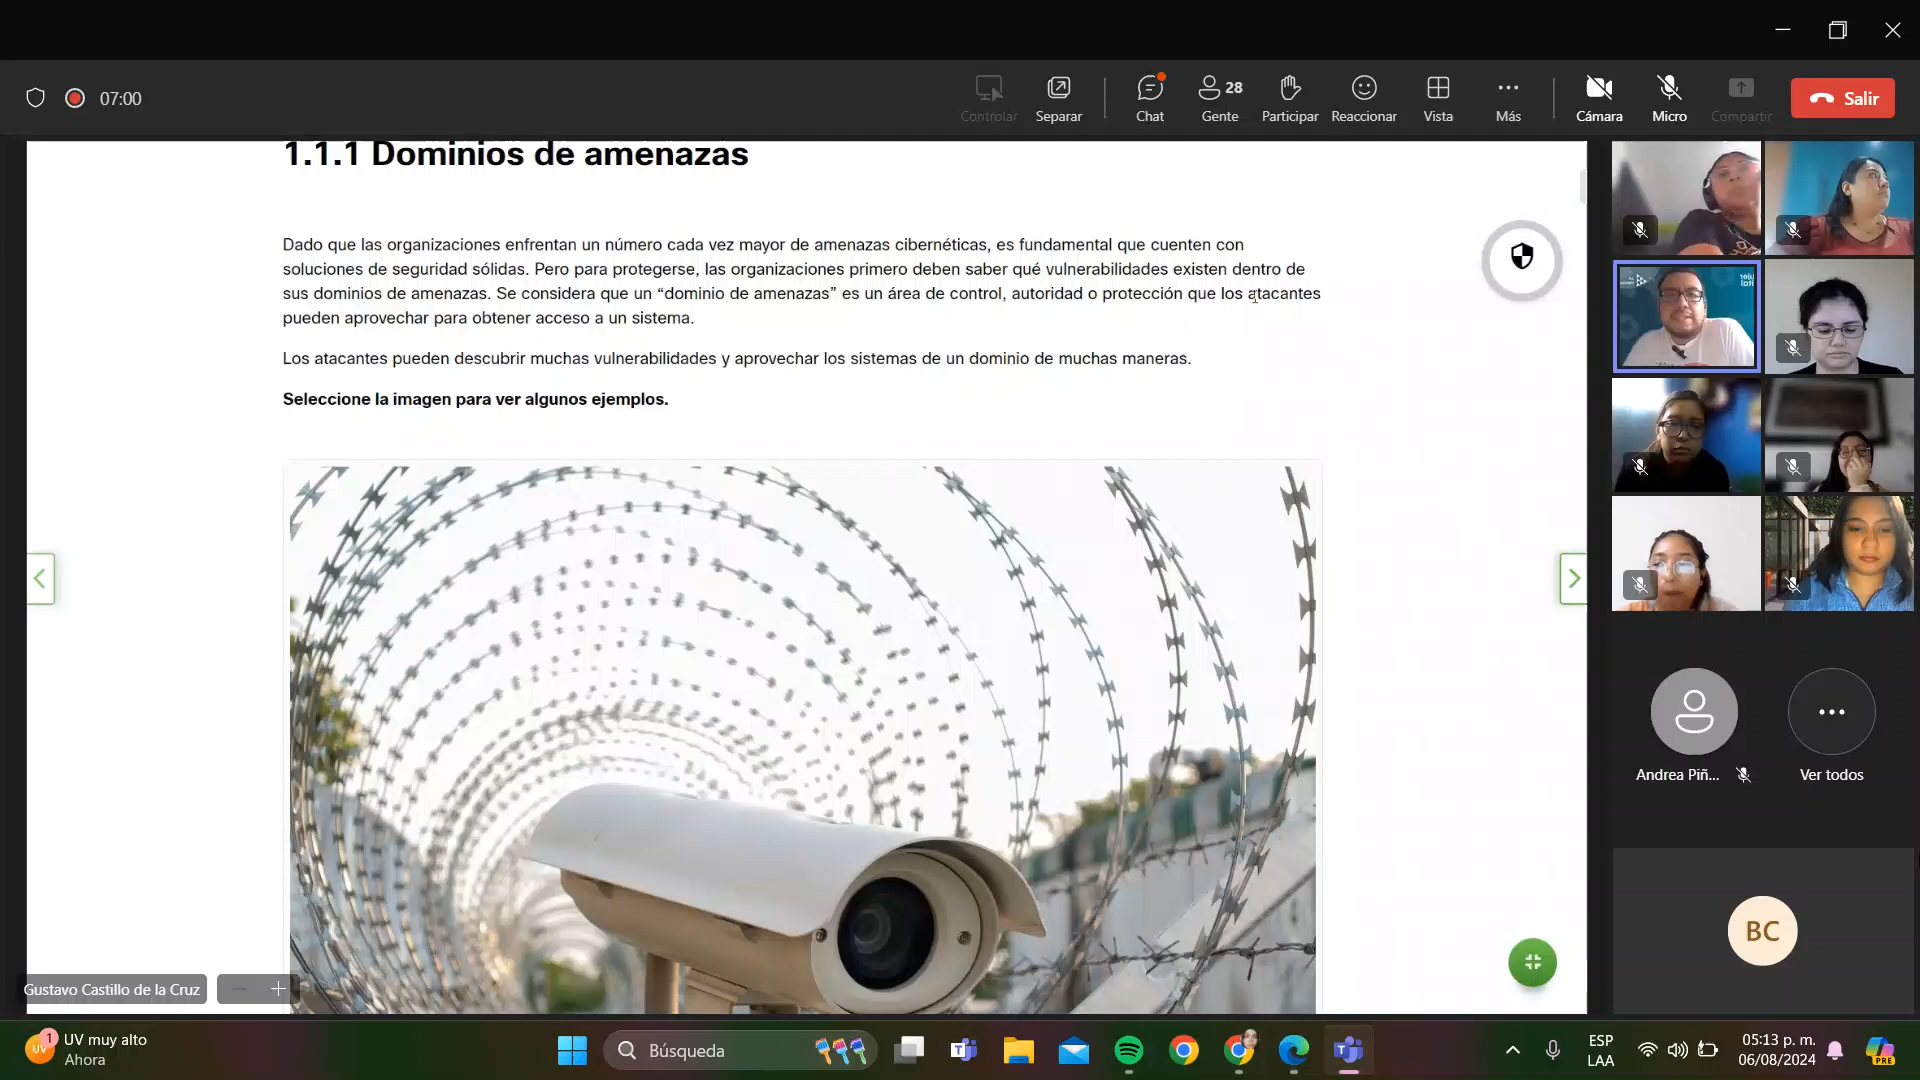 07:00
Controlar
Separar
Chat
28
Gente
Participar
Reaccionar
Vista
Más
Cámara
Micro
Compartir
Salir
1.1.1 Dominios de amenazas
Dado que las organizaciones enfrentan un número cada vez mayor de amenazas cibernéticas, es fundamental que cuenten con
soluciones de seguridad sólidas. Pero para protegerse, las organizaciones primero deben saber qué vulnerabilidades existen dentro de
sus dominios de amenazas. Se considera que un “dominio de amenazas” es un área de control, autoridad o protección que los atacantes
pueden aprovechar para obtener acceso a un sistema.
Los atacantes pueden descubrir muchas vulnerabilidades y aprovechar los sistemas de un dominio de muchas maneras.
Seleccione la imagen para ver algunos ejemplos.
Andrea Piñ...
Ver todos
BC
Gustavo Castillo de la Cruz
1
UV
UV muy alto
Ahora
Búsqueda
ESP
LAA
05:13 p. m.
06/08/2024
PRE